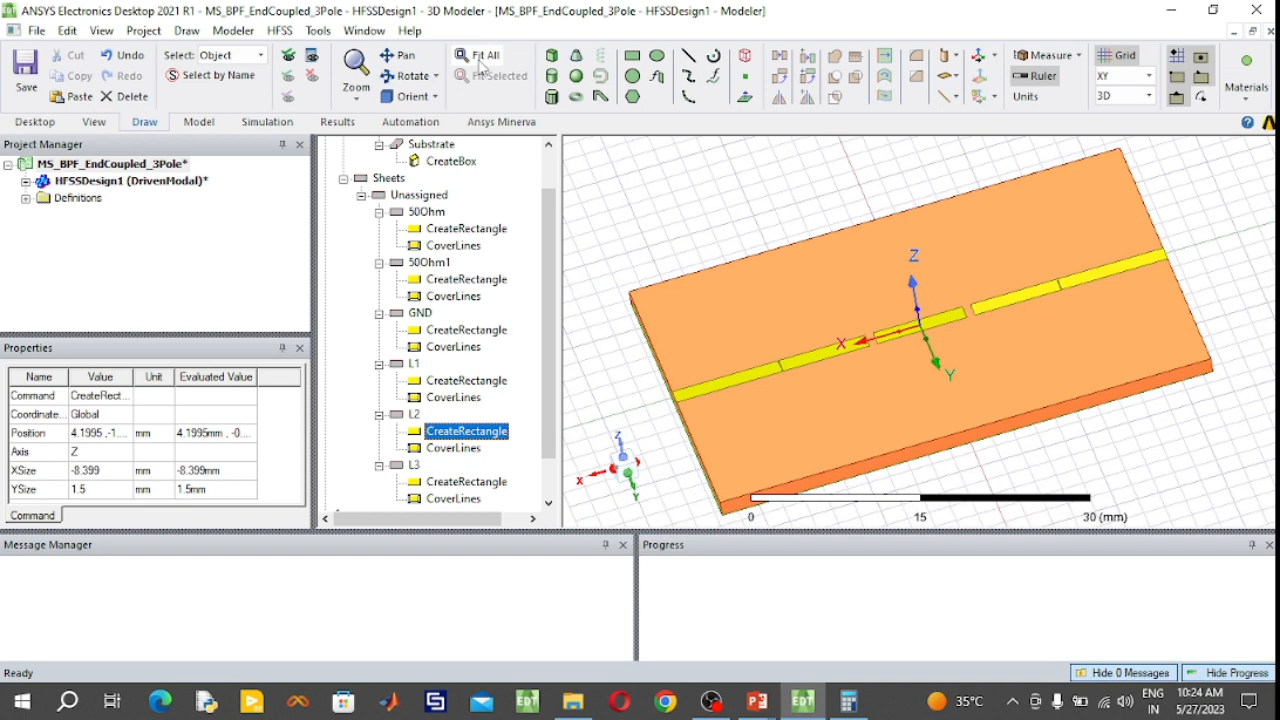 ANSYS Electronics Desktop 2021 R1 - MS_BPF_EndCoupled_3Pole - HFSSDesign1 - 3D Modeler - [MS_BPF_EndCoupled_3Pole - HFSSDesign1 - Modeler]
File Edit View Project Draw Modeler HFSS Tools Window Help
Save
Cut Undo
Copy Redo
Paste Delete
Select: Object
Select by Name
Zoom
Pan
Rotate
Orient
Fit All
Fit Selected
Measure
Ruler
Units
Grid
XY
3D
Materials
Desktop View Draw Model Simulation Results Automation Ansys Minerva
Project Manager
MS_BPF_EndCoupled_3Pole*
HFSSDesign1 (DrivenModal)*
Definitions
Properties
Name Value Unit Evaluated Value
Command CreateRect...
Coordinate... Global
Position 4.1995 ,-1.... mm 4.1995mm , -0....
Axis Z
XSize -8.399 mm -8.399mm
YSize 1.5 mm 1.5mm
Command
Substrate
CreateBox
Sheets
Unassigned
50Ohm
CreateRectangle
CoverLines
50Ohm1
CreateRectangle
CoverLines
GND
CreateRectangle
CoverLines
L1
CreateRectangle
CoverLines
L2
CreateRectangle
CoverLines
L3
CreateRectangle
CoverLines
Z
X
Y
Z
X
Y
0 15 30 (mm)
Message Manager
Progress
Ready
Hide 0 Messages
Hide Progress
35°C
ENG
IN
10:24 AM
5/27/2023